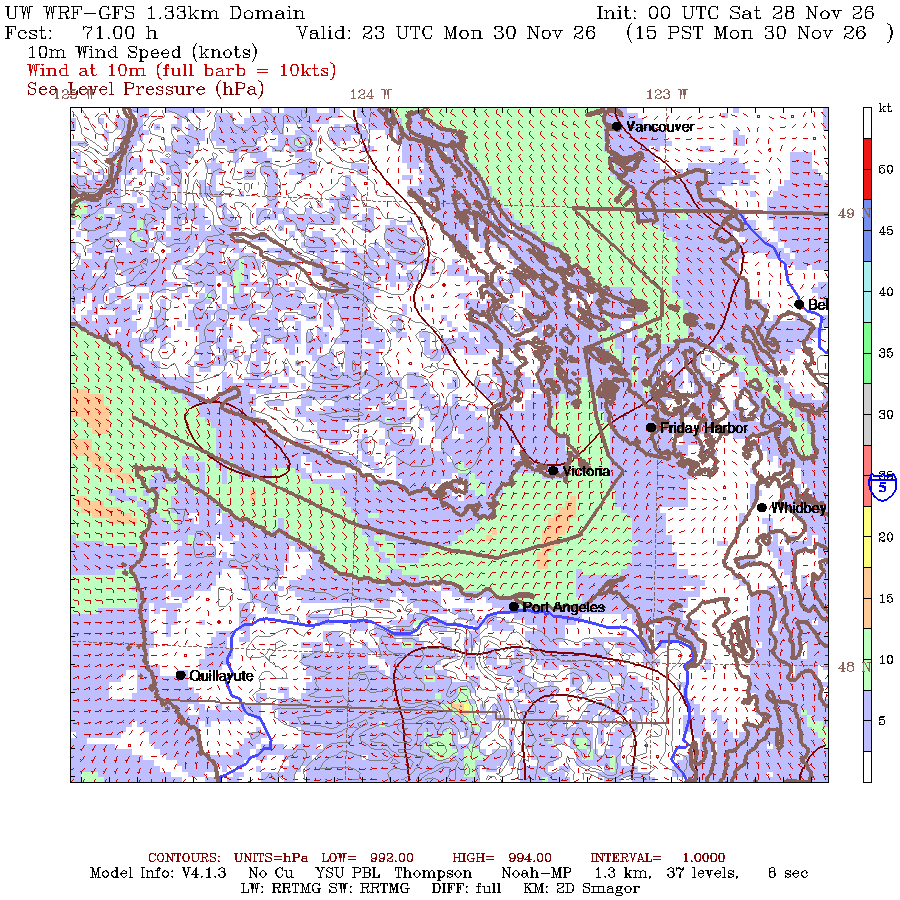 UW WRF-GFS 1.33km Domain Init: 00 UTC Sat 28 Nov 26
Fcst: 71.00 h Valid: 23 UTC Mon 30 Nov 26 (15 PST Mon 30 Nov 26 )
10m Wind Speed (knots)
Wind at 10m (full barb = 10kts)
Sea Level Pressure (hPa)
125 W 124 W 123 W
kt
Vancouver
50
49 N
45
40
Bel
35
30
Friday Harbor
Victoria
25
5
Whidbey
20
15
Port Angeles
10
48 N
Quillayute
5
CONTOURS: UNITS=hPa LOW= 992.00 HIGH= 994.00 INTERVAL= 1.0000
Model Info: V4.1.3 No Cu YSU PBL Thompson Noah-MP 1.3 km, 37 levels, 8 sec
LW: RRTMG SW: RRTMG DIFF: full KM: 2D Smagor